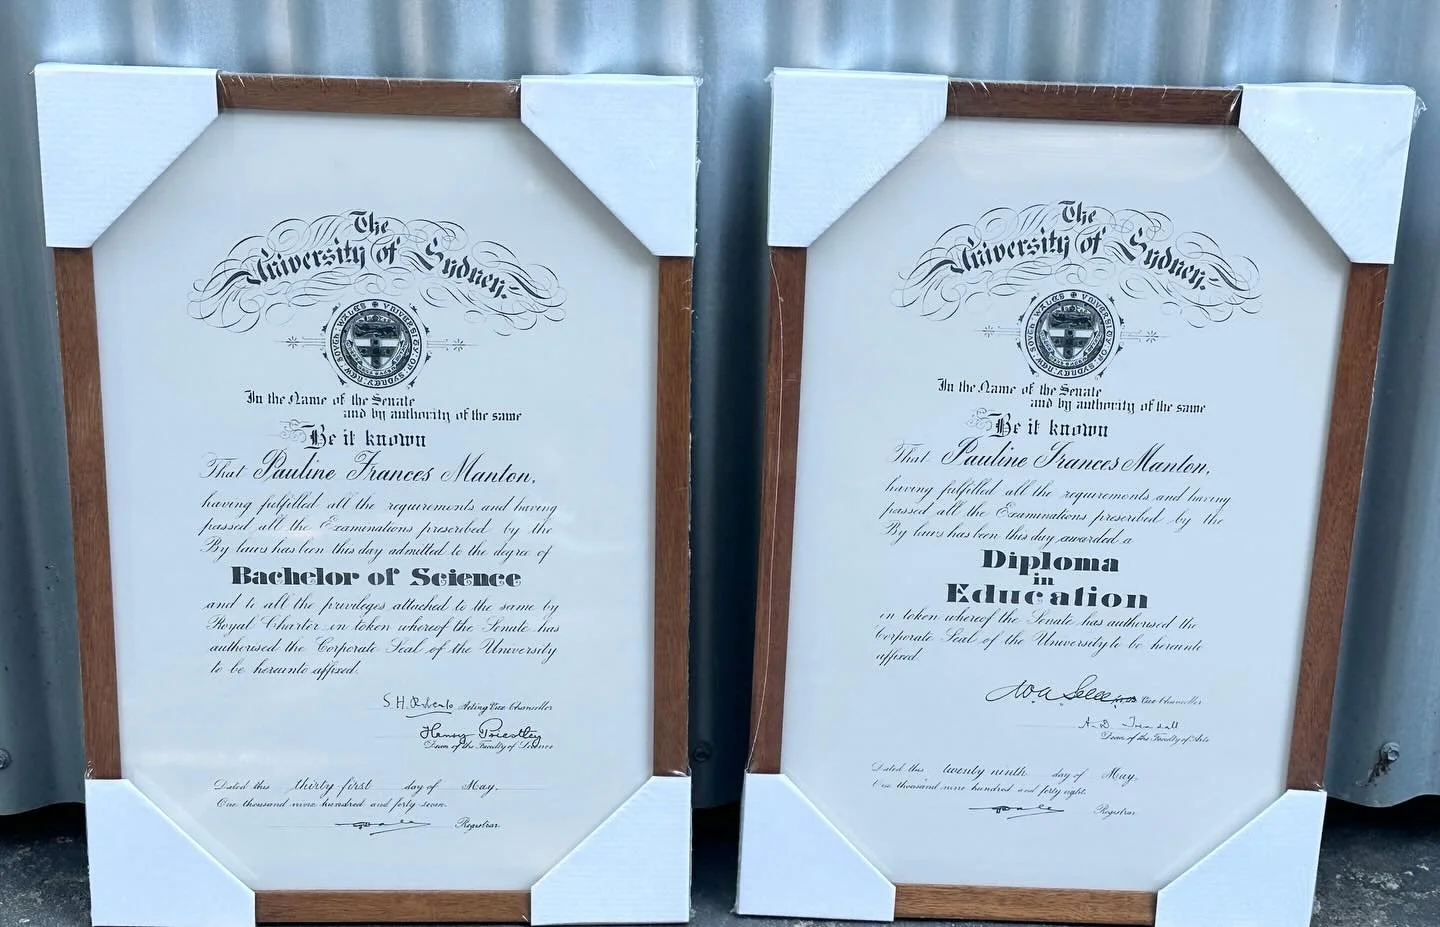 The
University of Sydney.
In the Name of the Senate
and by authority of the same
Be it known
That Pauline Frances Manton,
having fulfilled all the requirements and having
passed all the Examinations prescribed by the
By laws has been this day admitted to the degree of
Bachelor of Science
and to all the privileges attached to the same by
Royal Charter in token whereof the Senate has
authorised the Corporate Seal of the University
to be hereunto affixed.
S.H. Acting Vice Chancellor
Henry Priestley
Dean of the Faculty of Science
Dated this thirty first day of May,
One thousand nine hundred and forty seven.
Registrar.
The
University of Sydney.
In the Name of the Senate
and by authority of the same
Be it known
That Pauline Frances Manton,
having fulfilled all the requirements and having
passed all the Examinations prescribed by the
By laws has been this day awarded a
Diploma
in
Education
in token whereof the Senate has authorised the
Corporate Seal of the University to be hereunto
affixed.
Vice Chancellor
Dean of the Faculty of Arts
Dated this twenty ninth day of May,
One thousand nine hundred and forty eight.
Registrar.